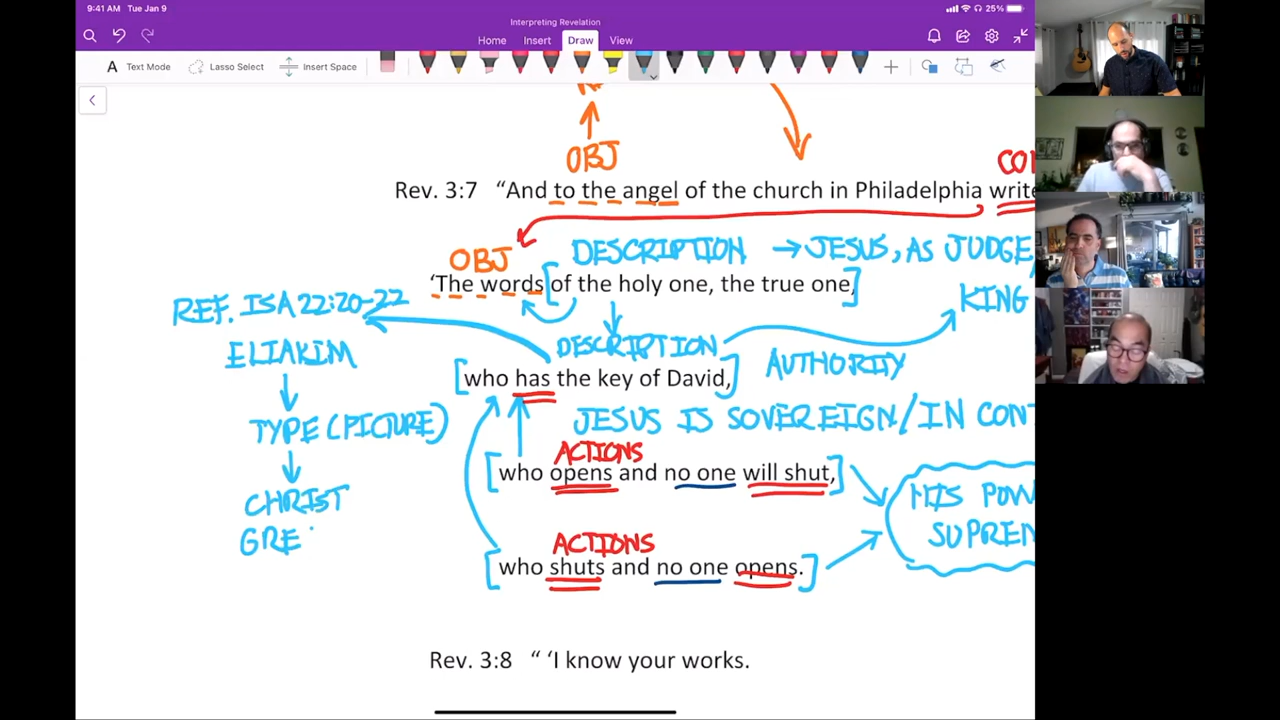 9:41 AM Tue Jan 9
25%
Interpreting Revelation
Home Insert Draw View
Text Mode Lasso Select Insert Space
OBJ
Rev. 3:7 “And to the angel of the church in Philadelphia write
OBJ DESCRIPTION → JESUS, AS JUDGE,
‘The words of the holy one, the true one,
KING
REF. ISA 22:20-22
DESCRIPTION
ELIAKIM
AUTHORITY
[who has the key of David,]
TYPE (PICTURE)
JESUS IS SOVEREIGN/IN CONT
ACTIONS
[who opens and no one will shut,]
CHRIST
HIS POW
GRE
SUPREM
ACTIONS
[who shuts and no one opens.]
Rev. 3:8 “ ‘I know your works.